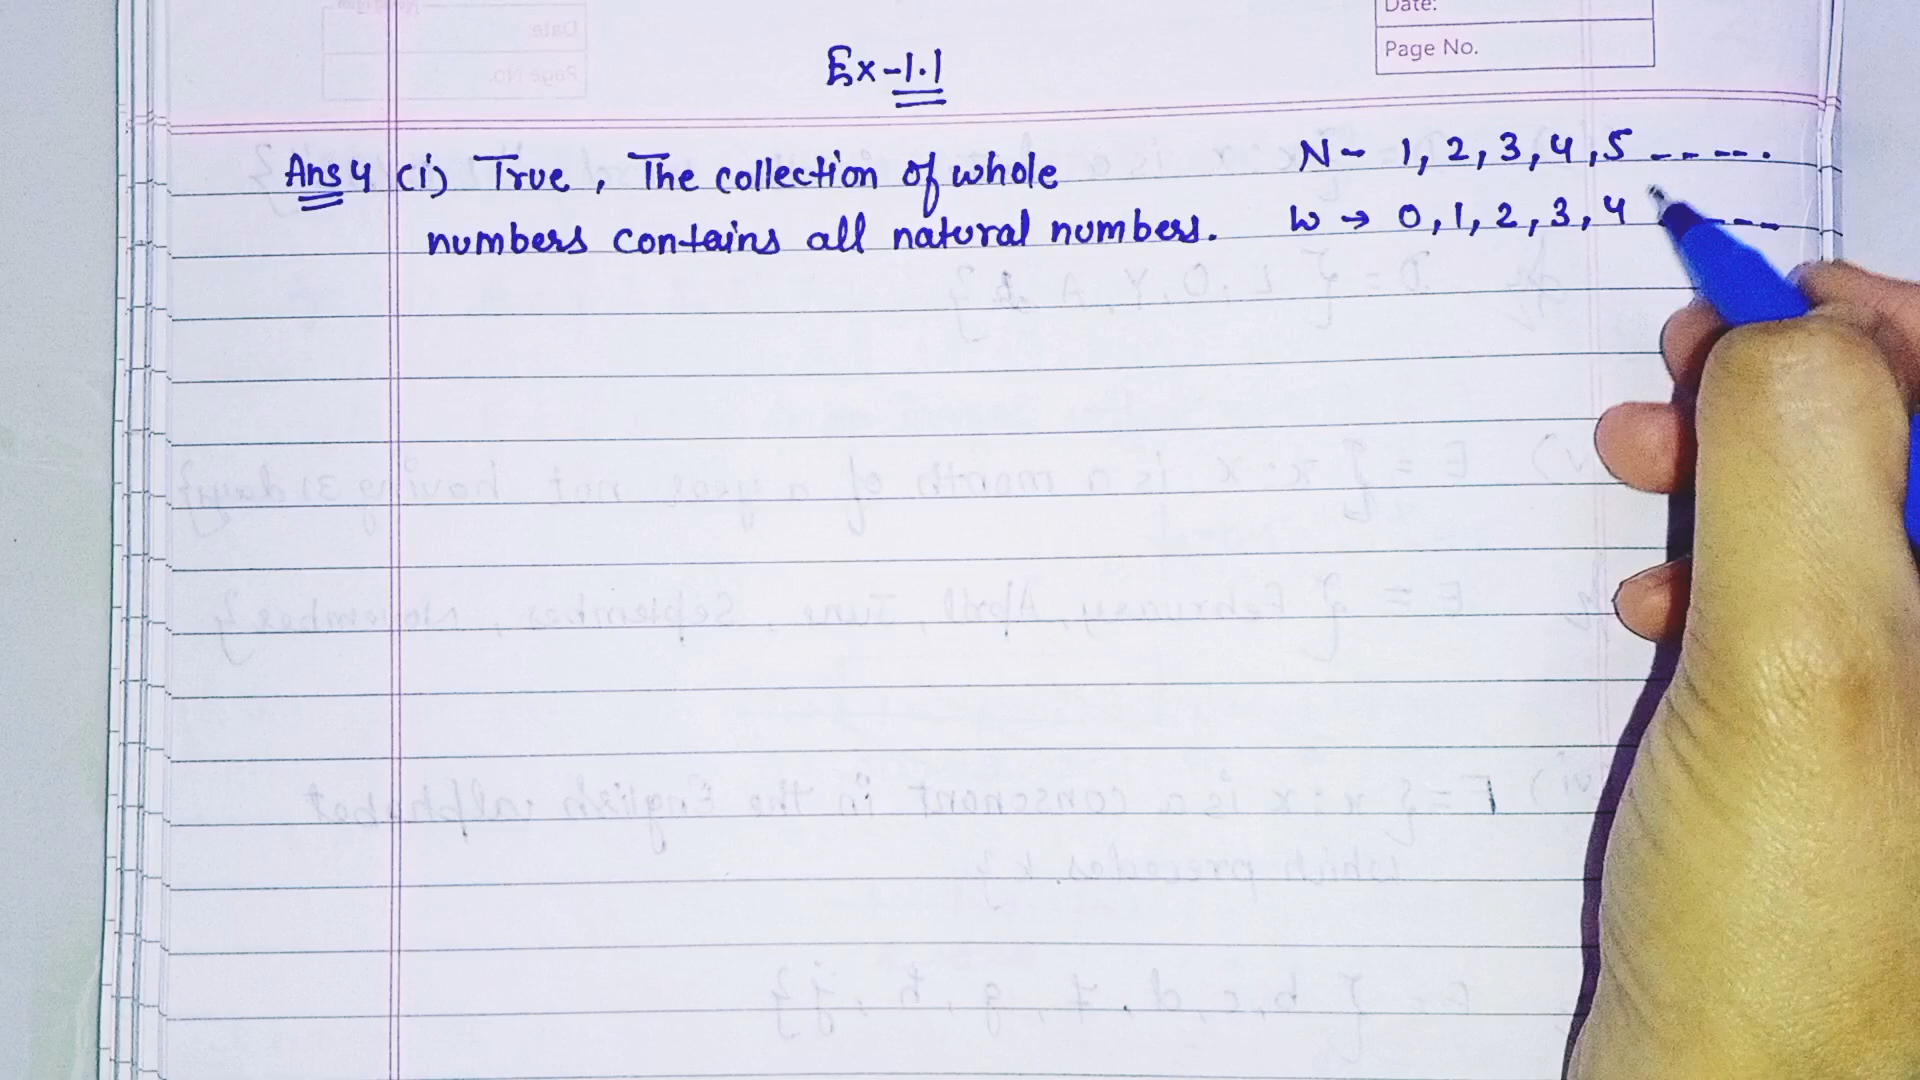 Date:
Page No.
Ex-1.1
Ans 4 (i) True, The collection of whole
numbers contains all natural numbers.
N- 1, 2, 3, 4, 5 -----.
W → 0, 1, 2, 3, 4 -----